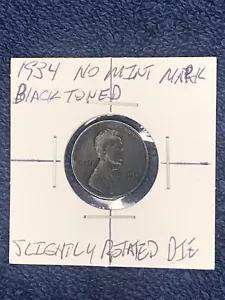 1934 NO MINT MARK
BLACK TONED
SLIGHTLY ROTATED DIE